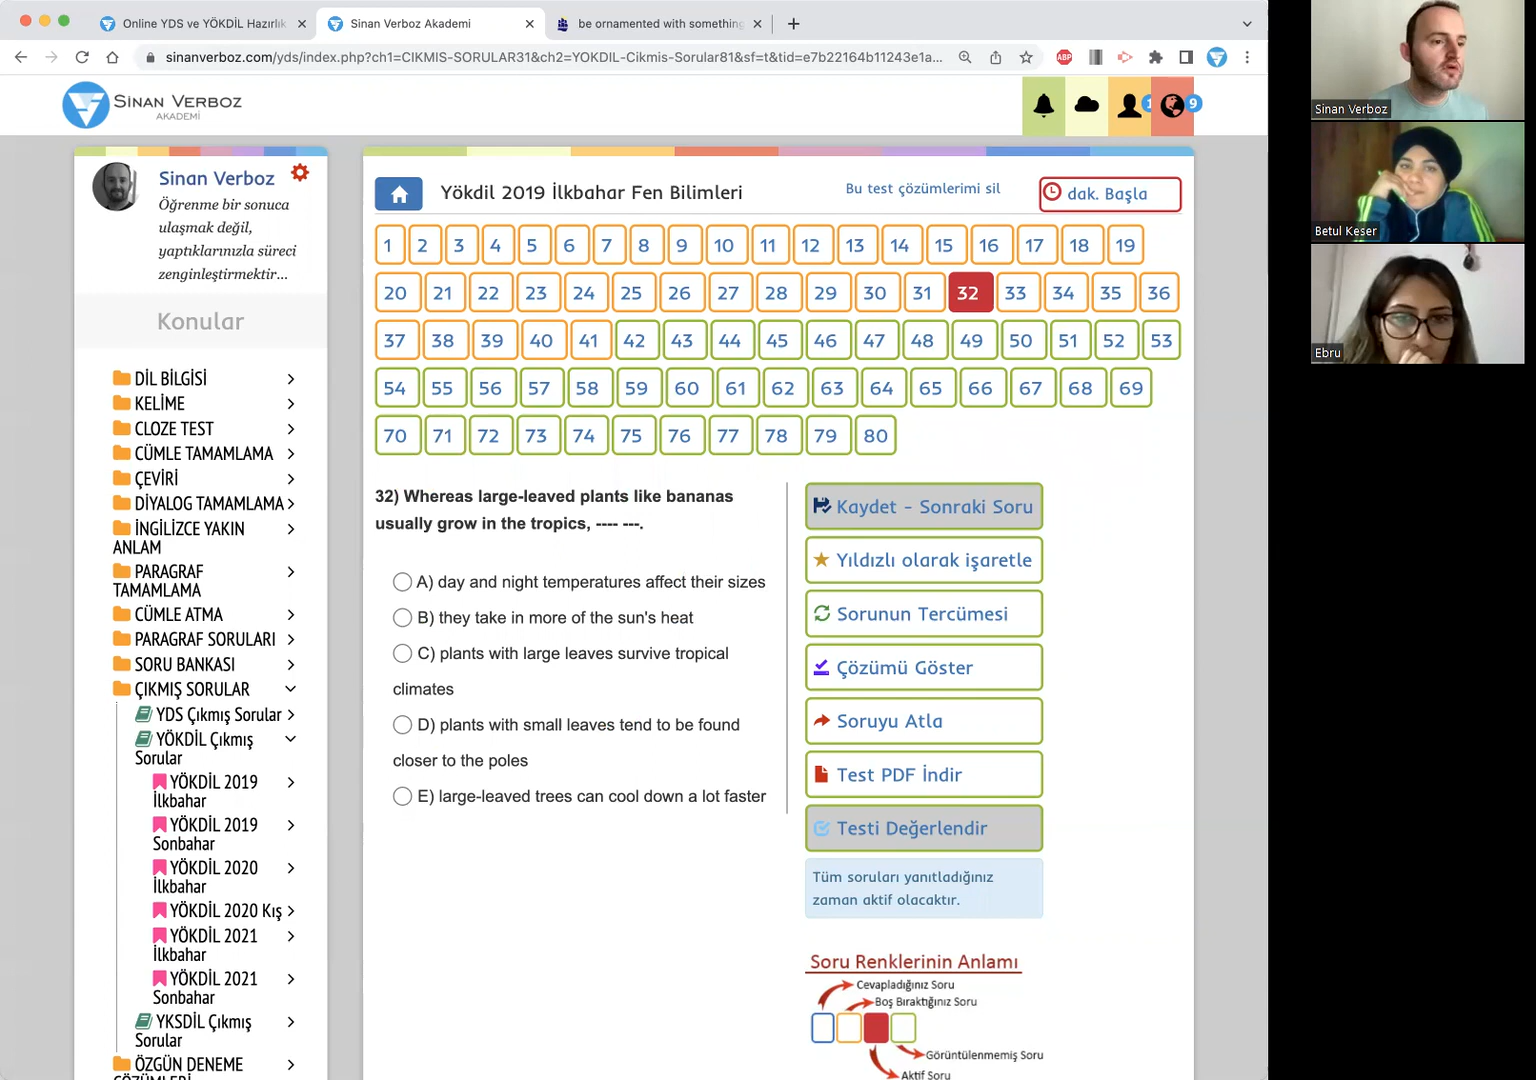 Online YDS ve YÖKDİL Hazırlık
Sinan Verboz Akademi
be ornamented with something
sinanverboz.com/yds/index.php?ch1=CIKMIS-SORULAR31&ch2=YOKDIL-Cikmis-Sorular81&sf=t&tid=e7b22164b11243e1a...
ABP
SİNAN VERBOZ
AKADEMİ
1
9
Sinan Verboz
Öğrenme bir sonuca
ulaşmak değil,
yaptıklarınızla süreci
zenginleştirmektir...
Konular
DİL BİLGİSİ
KELİME
CLOZE TEST
CÜMLE TAMAMLAMA
ÇEVİRİ
DİYALOG TAMAMLAMA
İNGİLİZCE YAKIN
ANLAM
PARAGRAF
TAMAMLAMA
CÜMLE ATMA
PARAGRAF SORULARI
SORU BANKASI
ÇIKMIŞ SORULAR
YDS Çıkmış Sorular
YÖKDİL Çıkmış
Sorular
YÖKDİL 2019
İlkbahar
YÖKDİL 2019
Sonbahar
YÖKDİL 2020
İlkbahar
YÖKDİL 2020 Kış
YÖKDİL 2021
İlkbahar
YÖKDİL 2021
Sonbahar
YKSDİL Çıkmış
Sorular
ÖZGÜN DENEME
ÇÖZÜMLERİ
Yökdil 2019 İlkbahar Fen Bilimleri
Bu test çözümlerimi sil
dak. Başla
1 2 3 4 5 6 7 8 9 10 11 12 13 14 15 16 17 18 19
20 21 22 23 24 25 26 27 28 29 30 31 32 33 34 35 36
37 38 39 40 41 42 43 44 45 46 47 48 49 50 51 52 53
54 55 56 57 58 59 60 61 62 63 64 65 66 67 68 69
70 71 72 73 74 75 76 77 78 79 80
32) Whereas large-leaved plants like bananas
usually grow in the tropics, ---- ---.
A) day and night temperatures affect their sizes
B) they take in more of the sun's heat
C) plants with large leaves survive tropical
climates
D) plants with small leaves tend to be found
closer to the poles
E) large-leaved trees can cool down a lot faster
Kaydet - Sonraki Soru
Yıldızlı olarak işaretle
Sorunun Tercümesi
Çözümü Göster
Soruyu Atla
Test PDF İndir
Testi Değerlendir
Tüm soruları yanıtladığınız
zaman aktif olacaktır.
Soru Renklerinin Anlamı
Cevapladığınız Soru
Boş Bıraktığınız Soru
Görüntülenmemiş Soru
Aktif Soru
Sinan Verboz
Betul Keser
Ebru